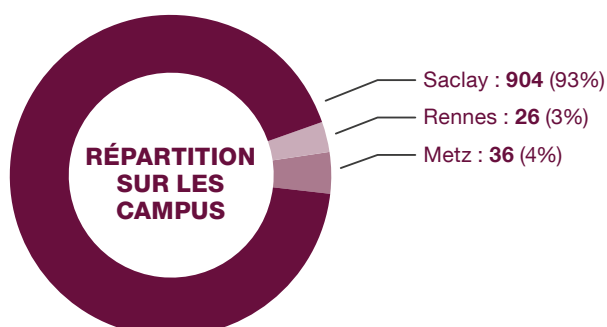 RÉPARTITION
SUR LES
CAMPUS
Saclay : 904 (93%)
Rennes : 26 (3%)
Metz : 36 (4%)